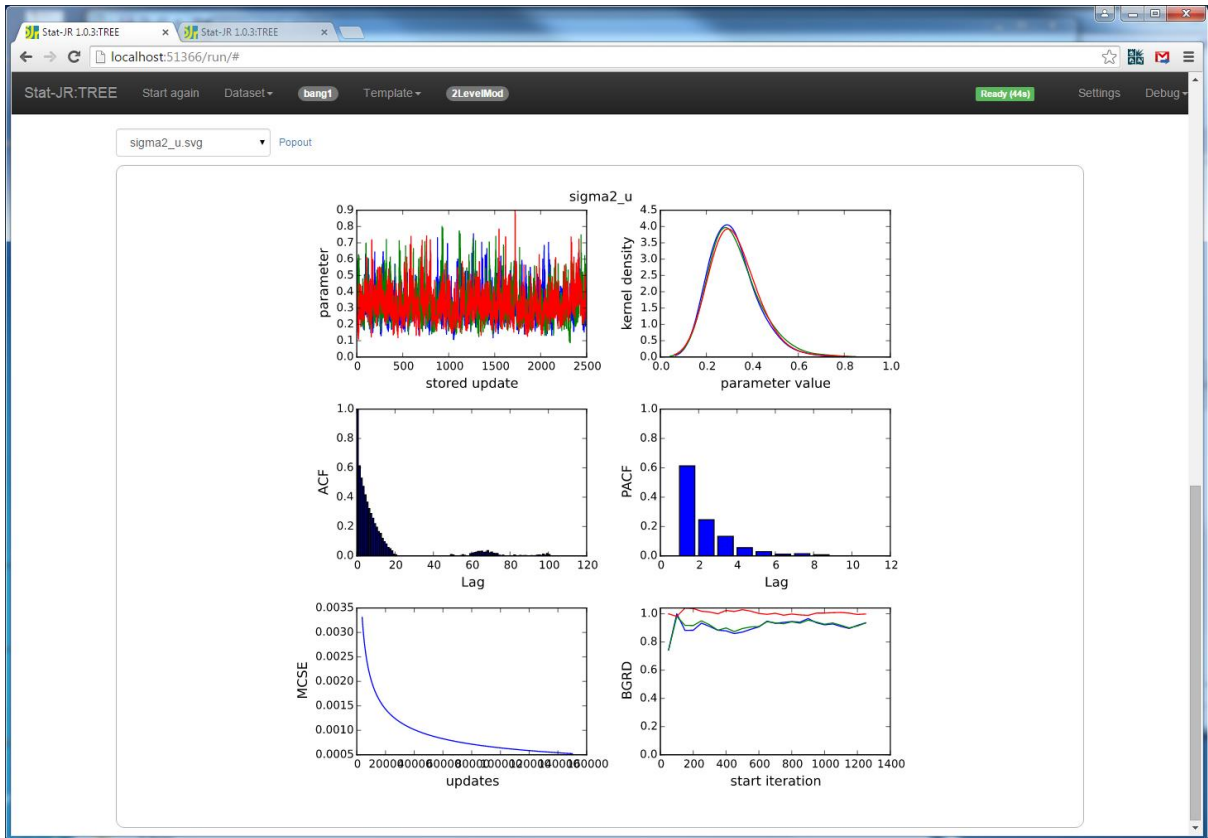 Stat-JR 1.0.3:TREE x Stat-JR 1.0.3:TREE x
localhost:51366/run/#
Stat-JR:TREE Start again Dataset bang1 Template 2LevelMod Ready (44s) Settings Debug
sigma2_u.svg Popout
sigma2_u
parameter
0.9
0.8
0.7
0.6
0.5
0.4
0.3
0.2
0.1
0.0
0 500 1000 1500 2000 2500
stored update
kernel density
4.5
4.0
3.5
3.0
2.5
2.0
1.5
1.0
0.5
0.0
0.0 0.2 0.4 0.6 0.8 1.0
parameter value
ACF
1.0
0.8
0.6
0.4
0.2
0.0
0 20 40 60 80 100 120
Lag
PACF
1.0
0.8
0.6
0.4
0.2
0.0
0 2 4 6 8 10 12
Lag
MCSE
0.0035
0.0030
0.0025
0.0020
0.0015
0.0010
0.0005
0 20000 40000 60000 80000 100000 120000 140000 160000
updates
BGRD
1.0
0.8
0.6
0.4
0.2
0.0
0 200 400 600 800 1000 1200 1400
start iteration